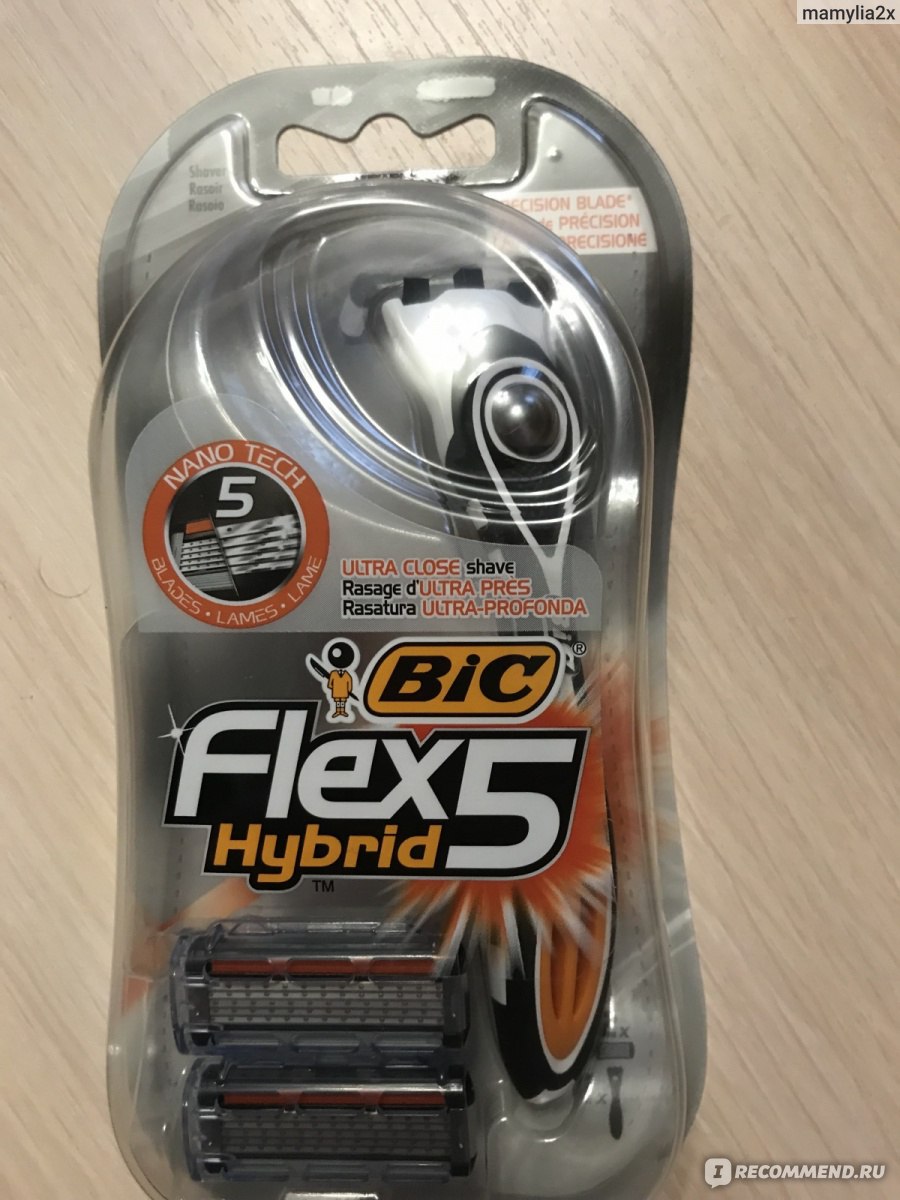 mamylia2x
Shaver
Rasoir
Rasoio
PRECISION BLADE*
de PRÉCISION
PRECISIONE
NANO TECH
5
BLADES • LAMES • LAME
ULTRA CLOSE shave
Rasage d'ULTRA PRÈS
Rasatura ULTRA-PROFONDA
BiC®
Flex5
Hybrid
TM
I RECOMMEND.RU